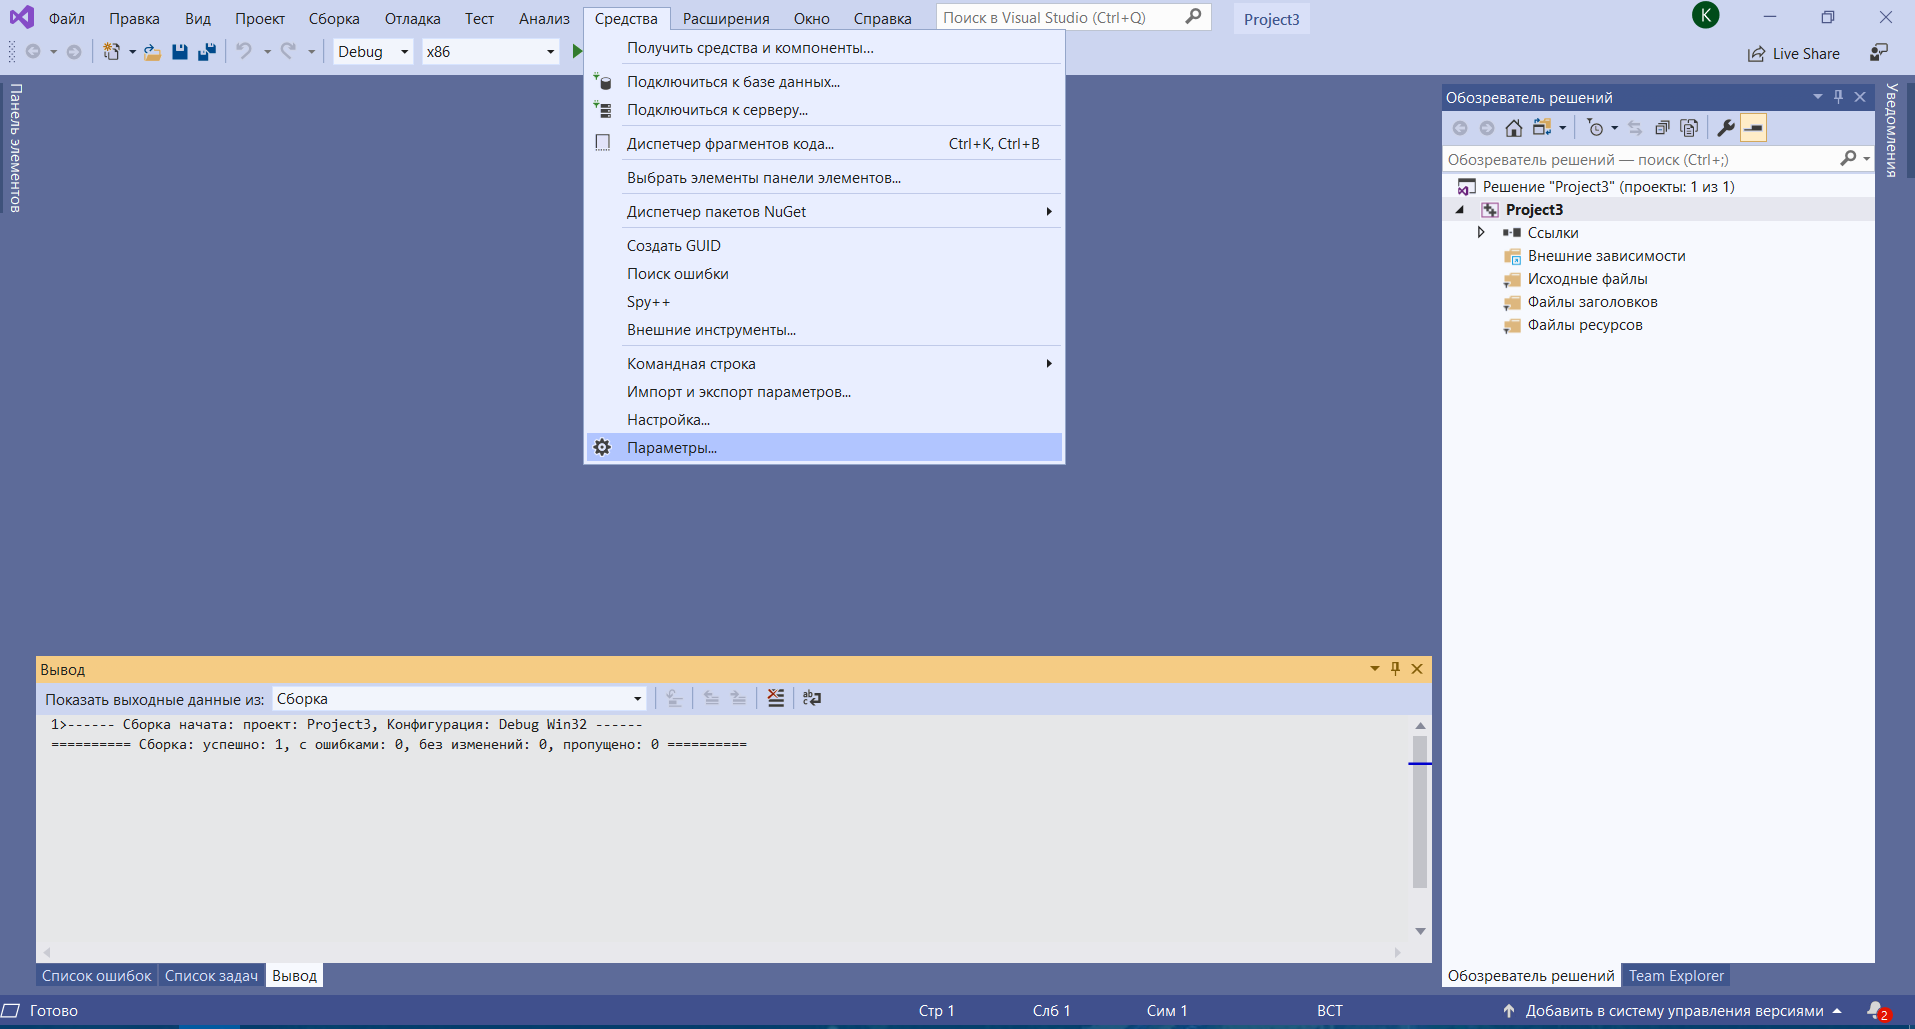 Файл Правка Вид Проект Сборка Отладка Тест Анализ Средства Расширения Окно Справка Поиск в Visual Studio (Ctrl+Q) Project3 K
Debug x86 Live Share
Получить средства и компоненты...
Подключиться к базе данных...
Подключиться к серверу...
Диспетчер фрагментов кода... Ctrl+K, Ctrl+B
Выбрать элементы панели элементов...
Диспетчер пакетов NuGet
Создать GUID
Поиск ошибки
Spy++
Внешние инструменты...
Командная строка
Импорт и экспорт параметров...
Настройка...
Параметры...
Панель элементов
Обозреватель решений
Обозреватель решений — поиск (Ctrl+;)
Решение "Project3" (проекты: 1 из 1)
Project3
Ссылки
Внешние зависимости
Исходные файлы
Файлы заголовков
Файлы ресурсов
Уведомления
Вывод
Показать выходные данные из: Сборка
1>------ Сборка начата: проект: Project3, Конфигурация: Debug Win32 ------
========== Сборка: успешно: 1, с ошибками: 0, без изменений: 0, пропущено: 0 ==========
Список ошибок Список задач Вывод
Обозреватель решений Team Explorer
Готово Стр 1 Слб 1 Сим 1 ВСТ Добавить в систему управления версиями 2